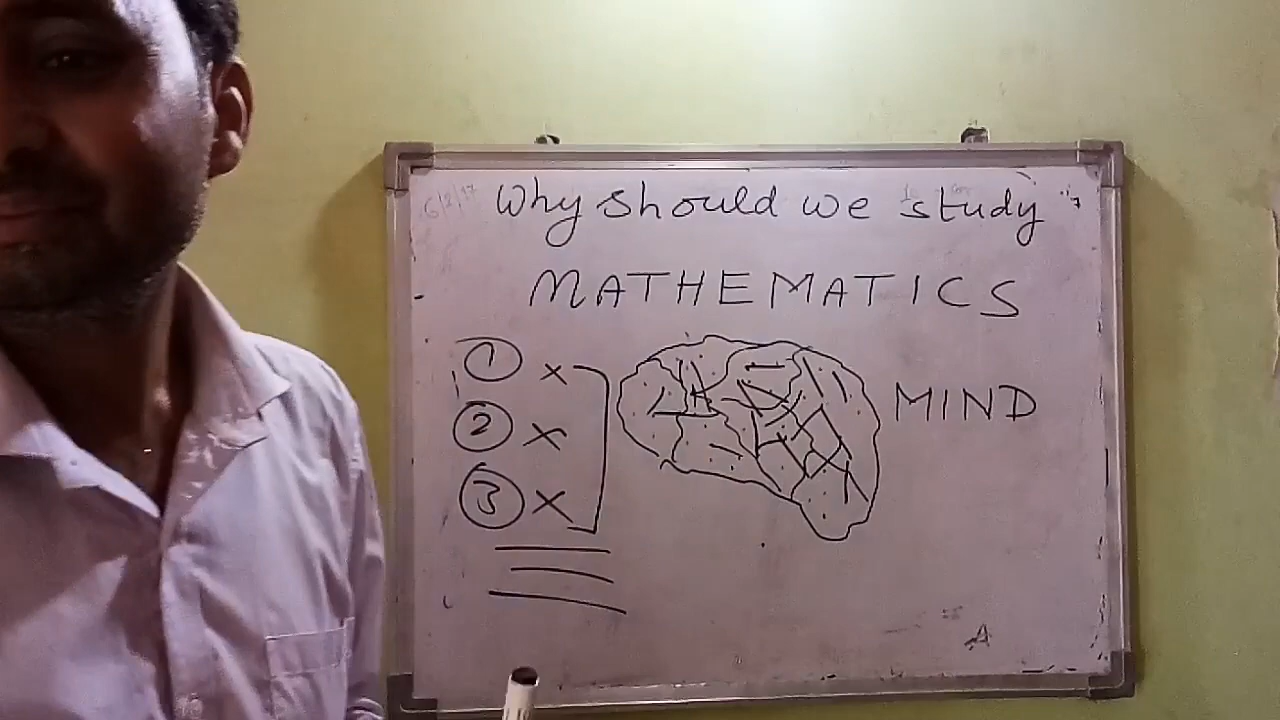 Why should we study
MATHEMATICS
1 ×
2 ×
3 ×
MIND
A